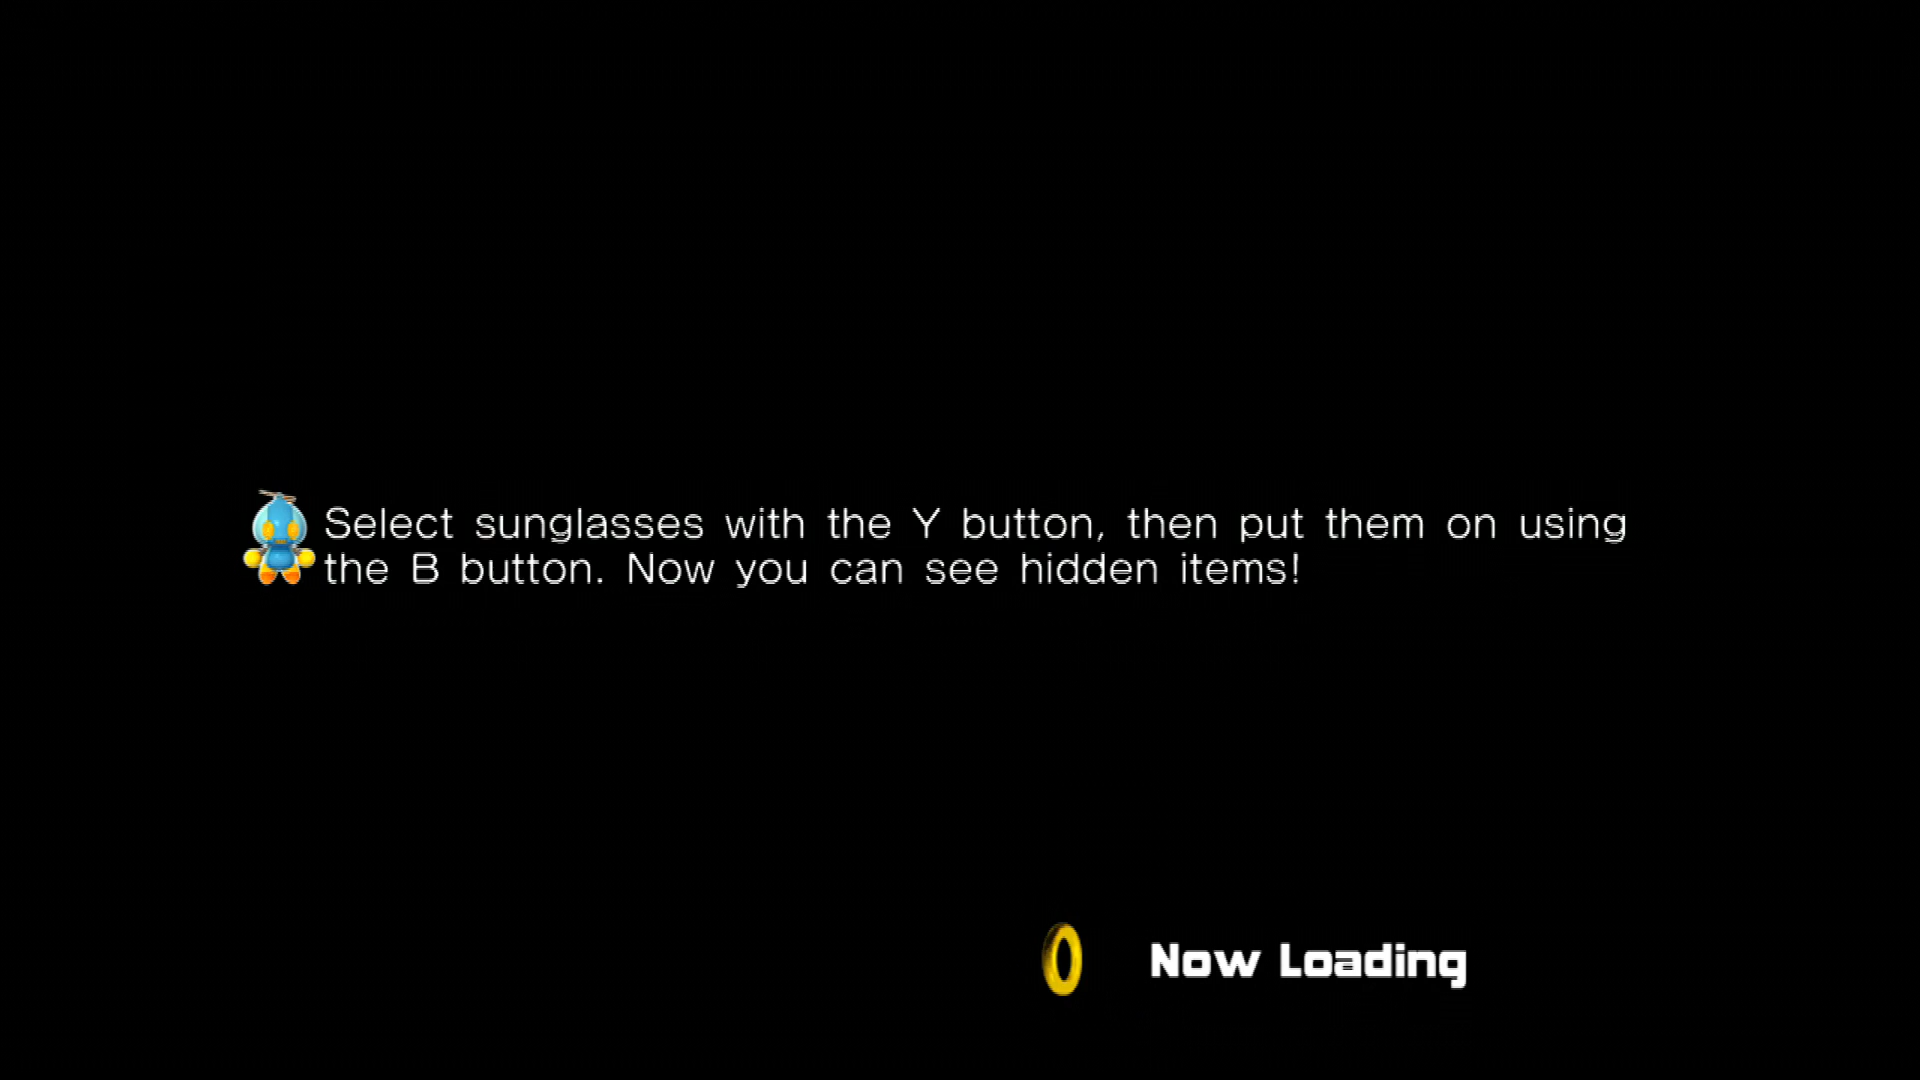 Select sunglasses with the Y button, then put them on using
the B button. Now you can see hidden items!
Now Loading